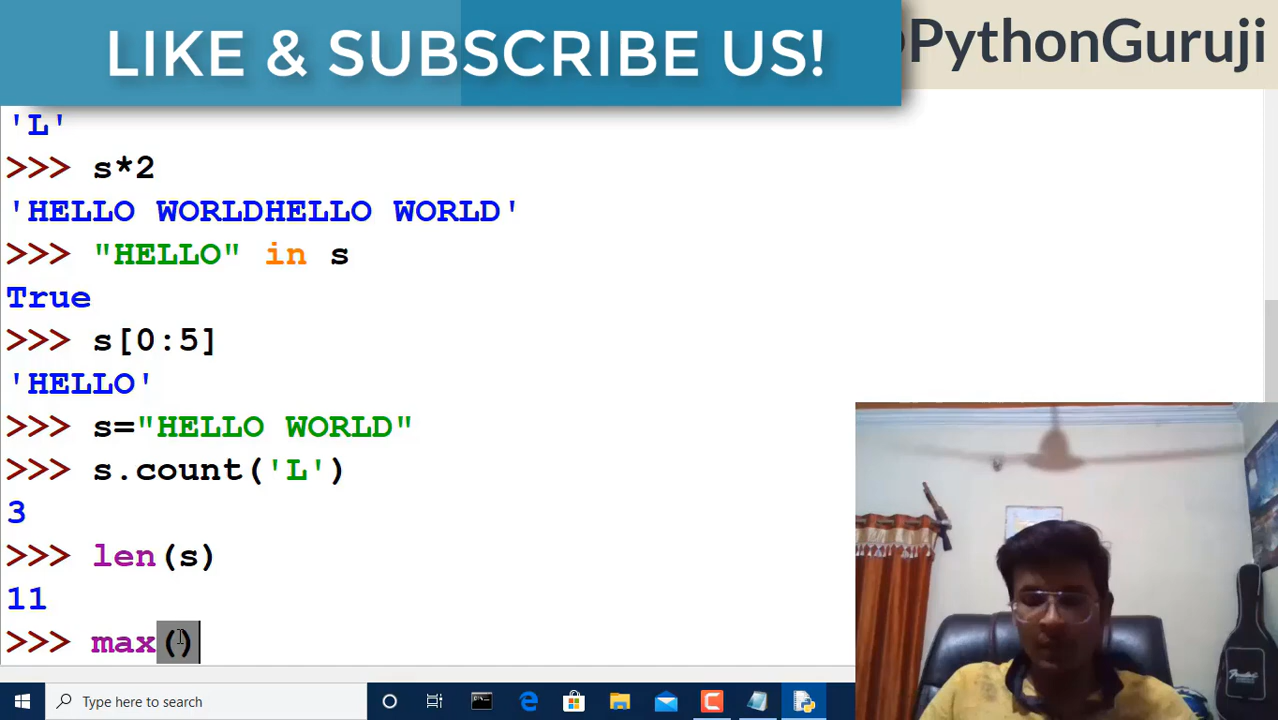 LIKE & SUBSCRIBE US!
PythonGuruji
'L'
>>> s*2
'HELLO WORLDHELLO WORLD'
>>> "HELLO" in s
True
>>> s[0:5]
'HELLO'
>>> s="HELLO WORLD"
>>> s.count('L')
3
>>> len(s)
11
>>> max()
Type here to search